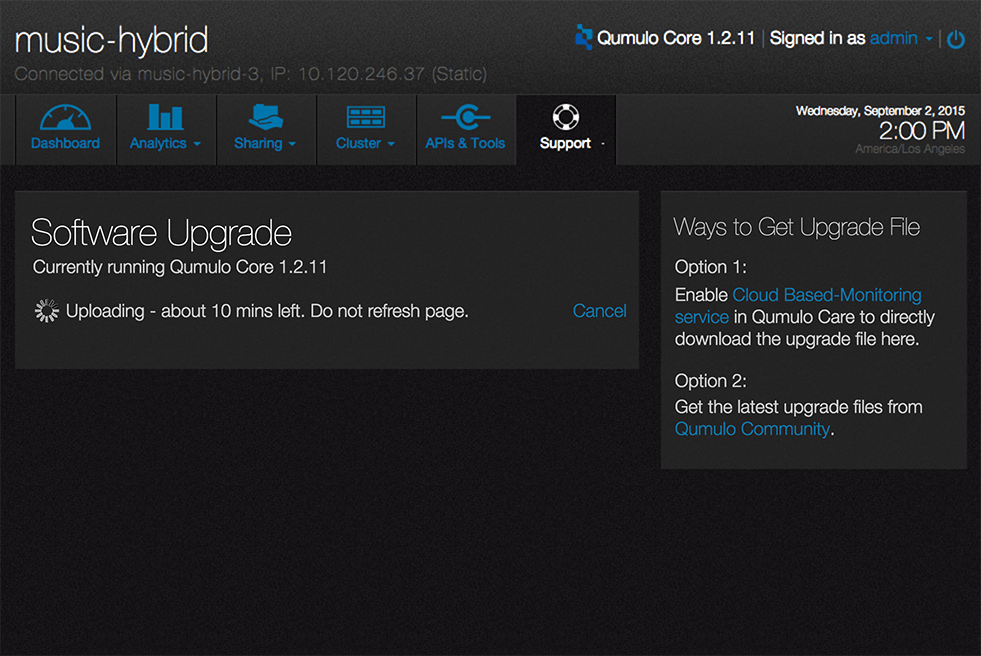 music-hybrid
Connected via music-hybrid-3, IP: 10.120.246.37 (Static)
Qumulo Core 1.2.11 | Signed in as admin
Dashboard
Analytics
Sharing
Cluster
APIs & Tools
Support
Wednesday, September 2, 2015
2:00 PM
America/Los Angeles
Software Upgrade
Currently running Qumulo Core 1.2.11
Uploading - about 10 mins left. Do not refresh page.
Cancel
Ways to Get Upgrade File
Option 1:
Enable Cloud Based-Monitoring
service in Qumulo Care to directly
download the upgrade file here.
Option 2:
Get the latest upgrade files from
Qumulo Community.